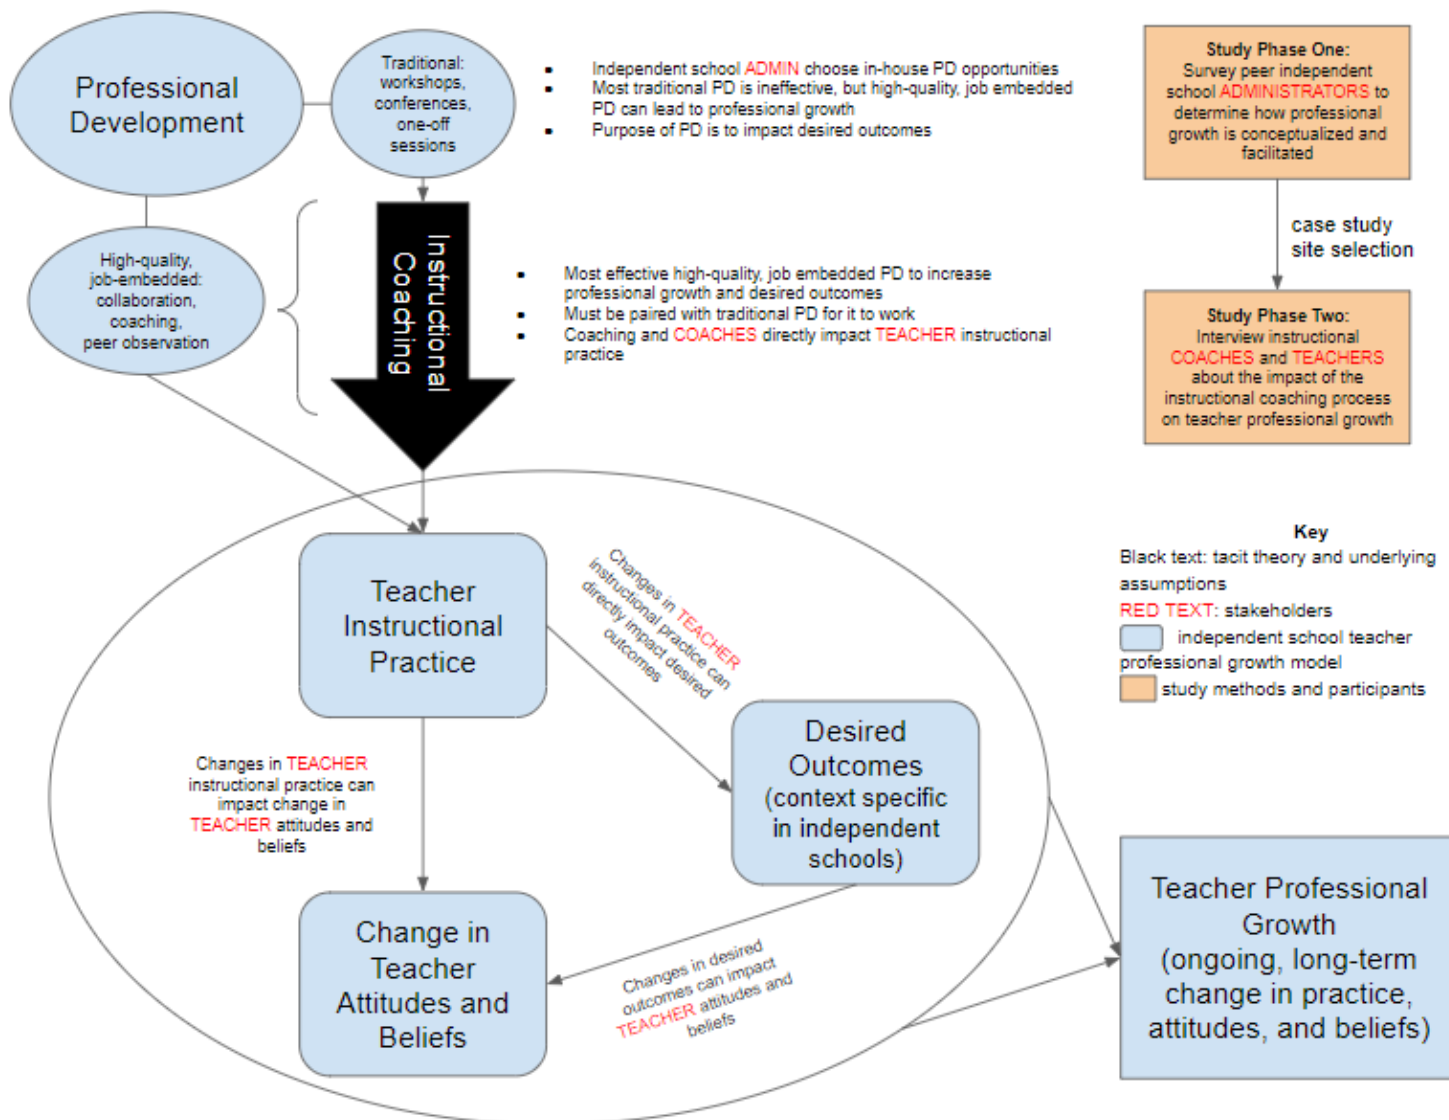 Professional
Development
Traditional:
workshops,
conferences,
one-off
sessions
• Independent school ADMIN choose in-house PD opportunities
• Most traditional PD is ineffective, but high-quality, job embedded
PD can lead to professional growth
• Purpose of PD is to impact desired outcomes
Study Phase One:
Survey peer independent
school ADMINISTRATORS to
determine how professional
growth is conceptualized and
facilitated
case study
site selection
High-quality,
job-embedded:
collaboration,
coaching,
peer observation
Instructional
Coaching
• Most effective high-quality, job embedded PD to increase
professional growth and desired outcomes
• Must be paired with traditional PD for it to work
• Coaching and COACHES directly impact TEACHER instructional
practice
Study Phase Two:
Interview instructional
COACHES and TEACHERS
about the impact of the
instructional coaching process
on teacher professional growth
Key
Black text: tacit theory and underlying
assumptions
RED TEXT: stakeholders
independent school teacher
professional growth model
study methods and participants
Teacher
Instructional
Practice
Changes in TEACHER
instructional practice can
directly impact desired
outcomes
Changes in TEACHER
instructional practice can
impact change in
TEACHER attitudes and
beliefs
Desired
Outcomes
(context specific
in independent
schools)
Change in
Teacher
Attitudes and
Beliefs
Changes in desired
outcomes can impact
TEACHER attitudes and
beliefs
Teacher Professional
Growth
(ongoing, long-term
change in practice,
attitudes, and beliefs)